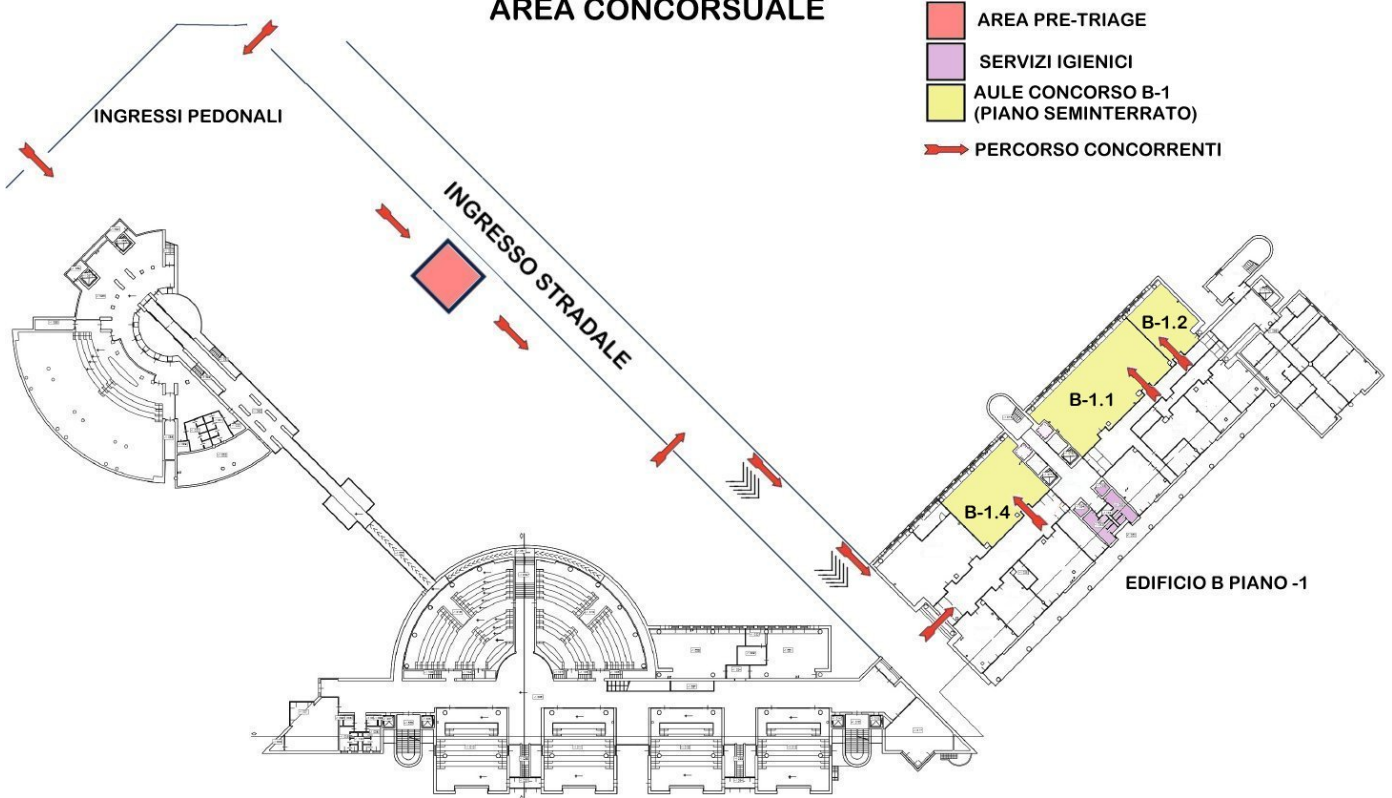 AREA CONCORSUALE
AREA PRE-TRIAGE
SERVIZI IGIENICI
AULE CONCORSO B-1
(PIANO SEMINTERRATO)
PERCORSO CONCORRENTI
INGRESSI PEDONALI
INGRESSO STRADALE
B-1.2
B-1.1
B-1.4
EDIFICIO B PIANO -1